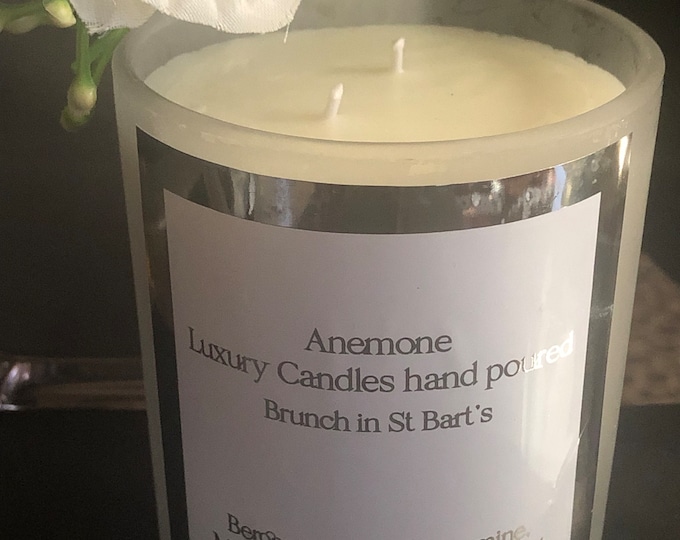 Anemone
Luxury Candles hand poured
Brunch in St Bart's